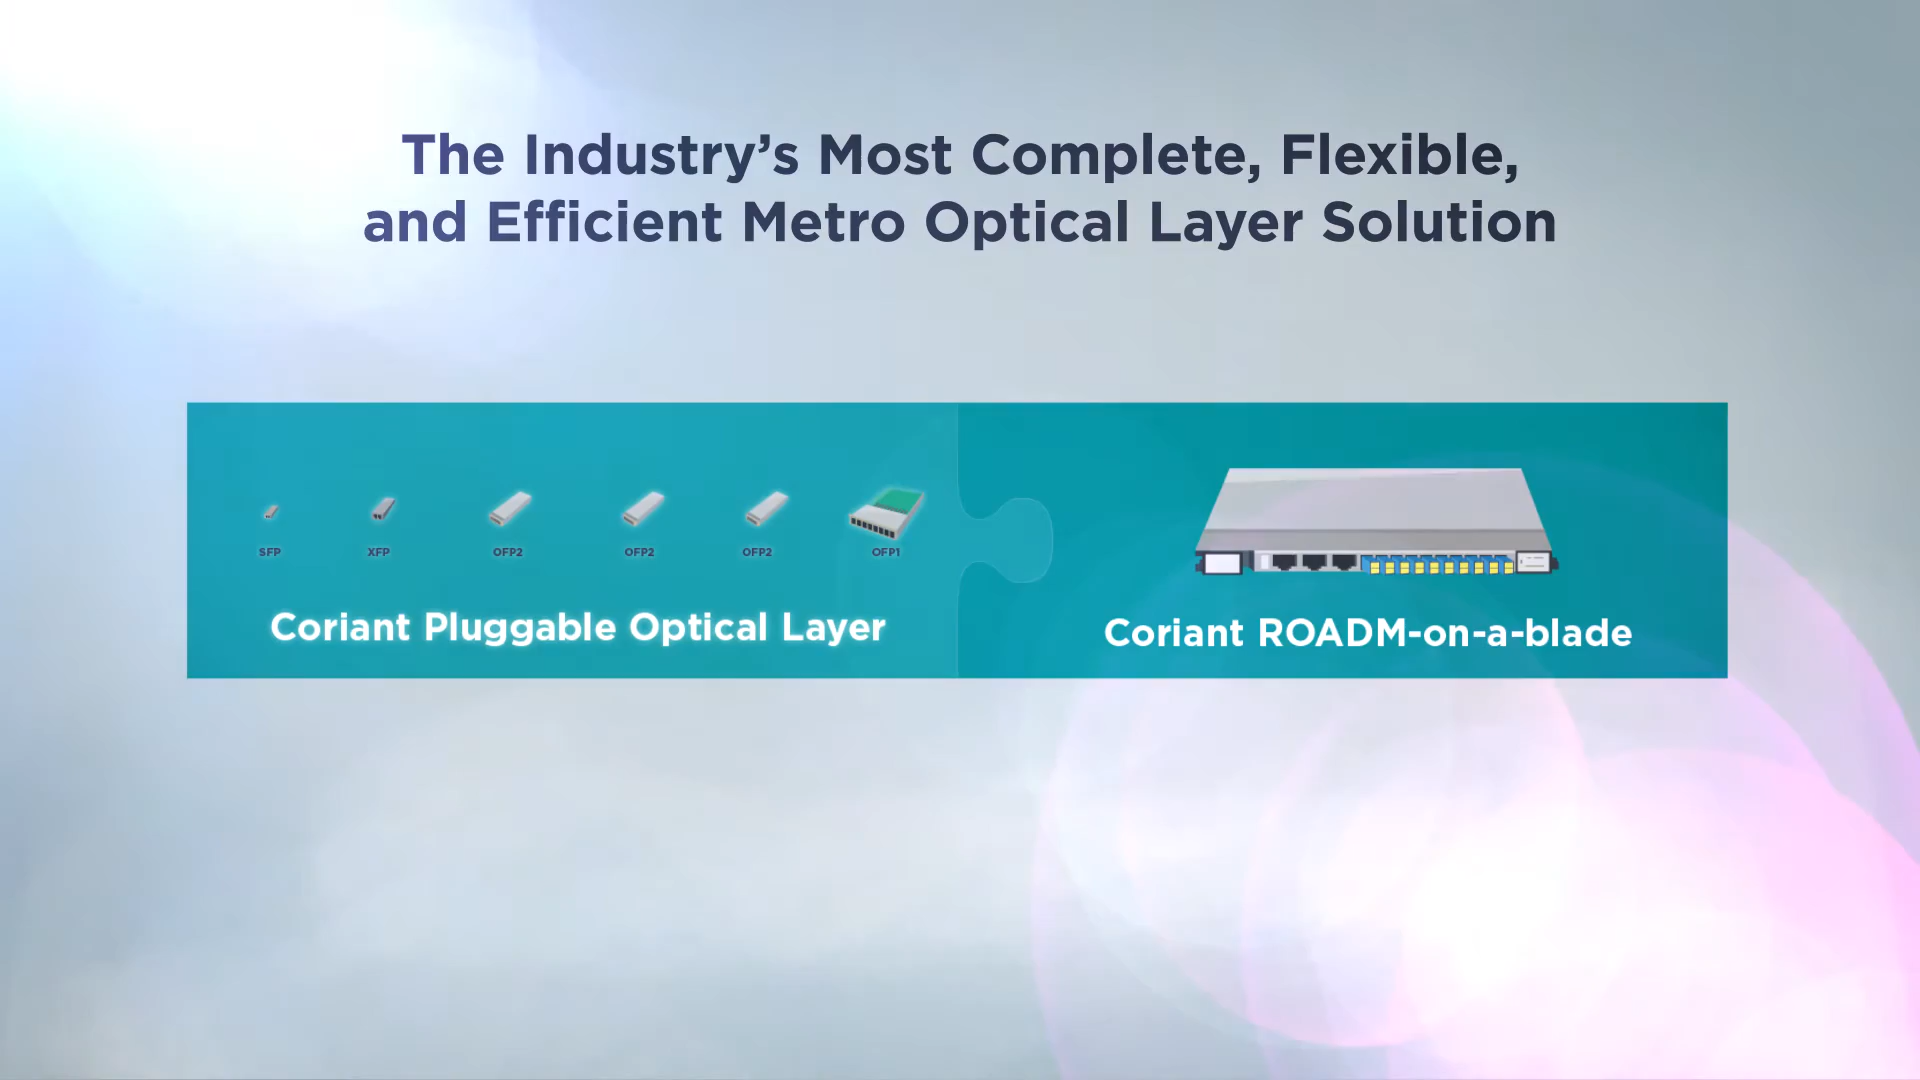 The Industry’s Most Complete, Flexible,
and Efficient Metro Optical Layer Solution
SFP XFP OFP2 OFP2 OFP2 OFP1
Coriant Pluggable Optical Layer
Coriant ROADM-on-a-blade